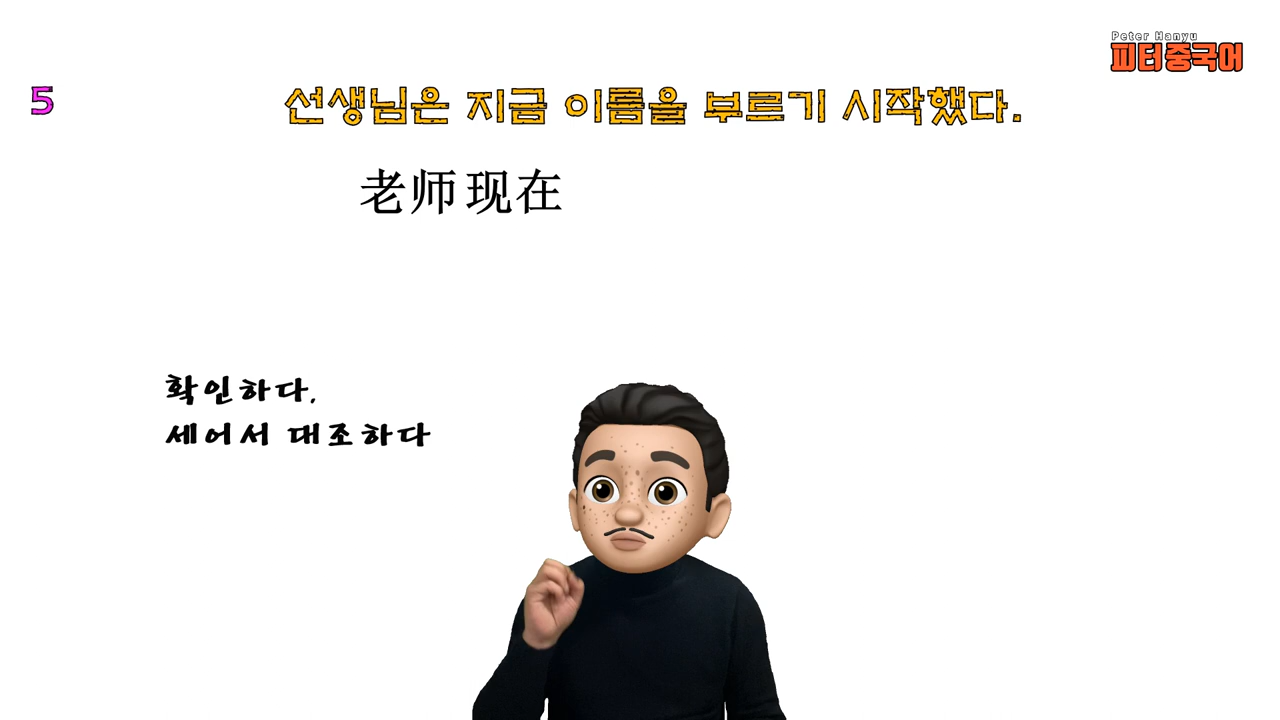 Peter Hanyu
피터중국어
5
선생님은 지금 이름을 부르기 시작했다.
老师现在
확인하다,
세어서 대조하다